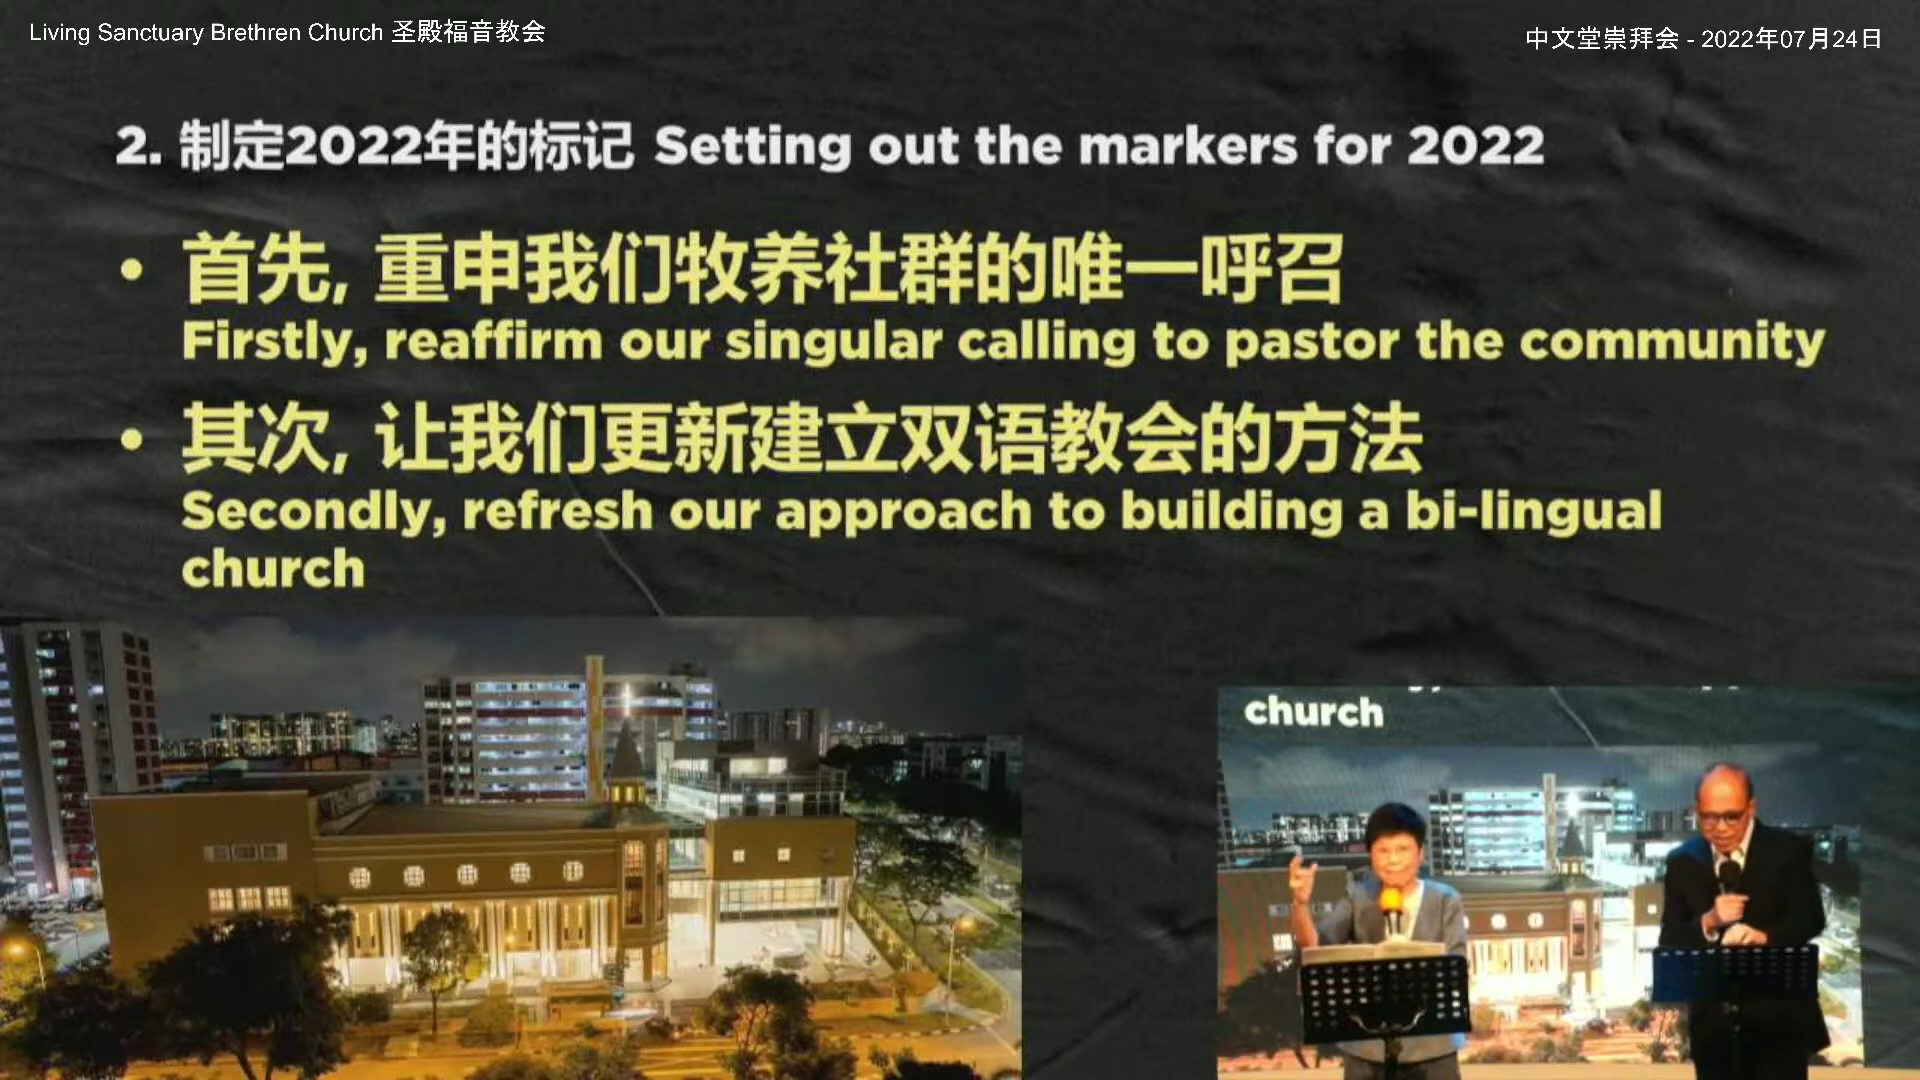 Living Sanctuary Brethren Church 圣殿福音教会
中文堂崇拜会 - 2022年07月24日
2. 制定2022年的标记 Setting out the markers for 2022
• 首先, 重申我们牧养社群的唯一呼召
Firstly, reaffirm our singular calling to pastor the community
• 其次, 让我们更新建立双语教会的方法
Secondly, refresh our approach to building a bi-lingual
church
church